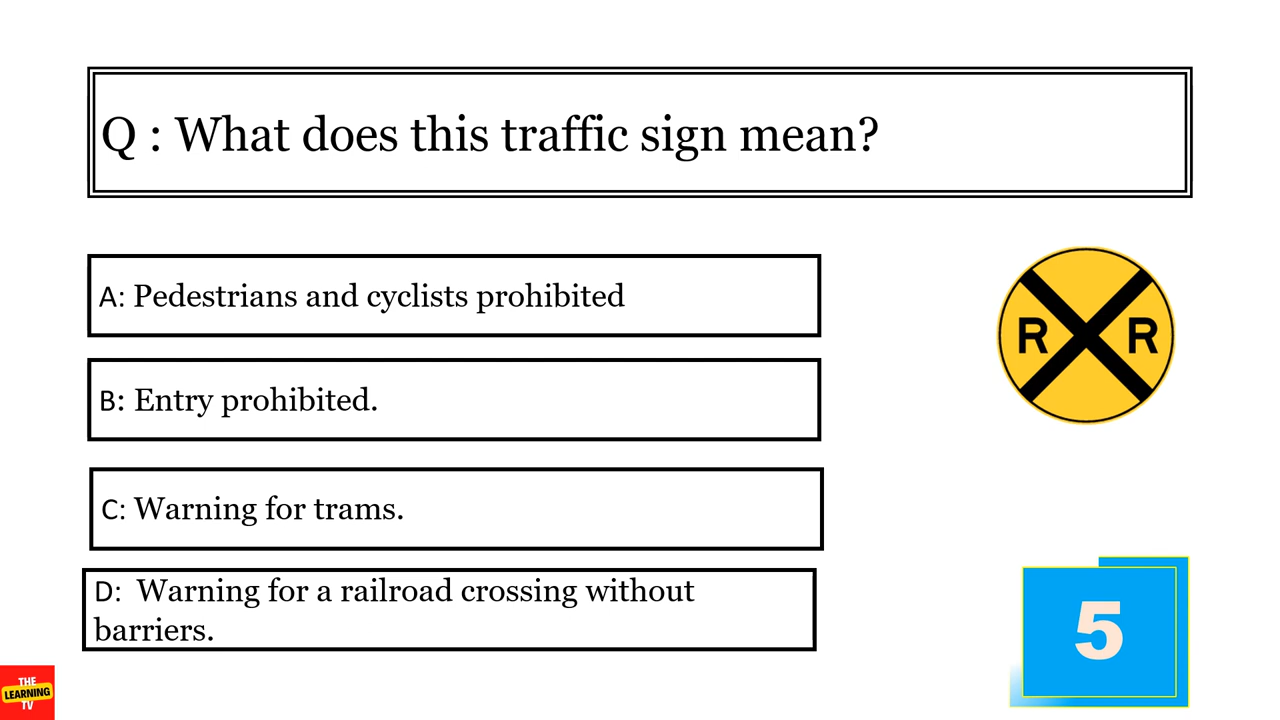 Q : What does this traffic sign mean?
A: Pedestrians and cyclists prohibited
B: Entry prohibited.
R R
C: Warning for trams.
D: Warning for a railroad crossing without
barriers.
5
THE
LEARNING
TV